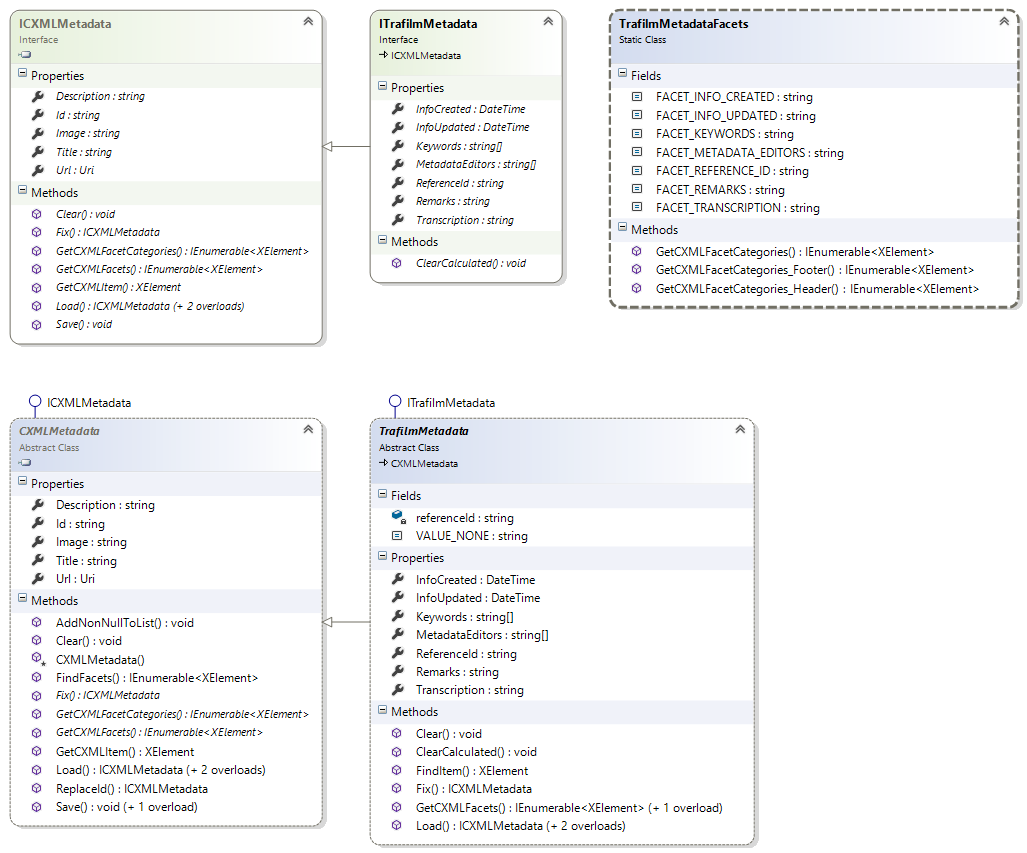 ICXMLMetadata
Interface
Properties
Description : string
Id : string
Image : string
Title : string
Url : Uri
Methods
Clear() : void
Fix() : ICXMLMetadata
GetCXMLFacetCategories() : IEnumerable<XElement>
GetCXMLFacets() : IEnumerable<XElement>
GetCXMLItem() : XElement
Load() : ICXMLMetadata (+ 2 overloads)
Save() : void
ITrafilmMetadata
Interface
ICXMLMetadata
Properties
InfoCreated : DateTime
InfoUpdated : DateTime
Keywords : string[]
MetadataEditors : string[]
ReferenceId : string
Remarks : string
Transcription : string
Methods
ClearCalculated() : void
TrafilmMetadataFacets
Static Class
Fields
FACET_INFO_CREATED : string
FACET_INFO_UPDATED : string
FACET_KEYWORDS : string
FACET_METADATA_EDITORS : string
FACET_REFERENCE_ID : string
FACET_REMARKS : string
FACET_TRANSCRIPTION : string
Methods
GetCXMLFacetCategories() : IEnumerable<XElement>
GetCXMLFacetCategories_Footer() : IEnumerable<XElement>
GetCXMLFacetCategories_Header() : IEnumerable<XElement>
ICXMLMetadata
CXMLMetadata
Abstract Class
Properties
Description : string
Id : string
Image : string
Title : string
Url : Uri
Methods
AddNonNullToList() : void
Clear() : void
CXMLMetadata()
FindFacets() : IEnumerable<XElement>
Fix() : ICXMLMetadata
GetCXMLFacetCategories() : IEnumerable<XElement>
GetCXMLFacets() : IEnumerable<XElement>
GetCXMLItem() : XElement
Load() : ICXMLMetadata (+ 2 overloads)
ReplaceId() : ICXMLMetadata
Save() : void (+ 1 overload)
ITrafilmMetadata
TrafilmMetadata
Abstract Class
CXMLMetadata
Fields
referenceId : string
VALUE_NONE : string
Properties
InfoCreated : DateTime
InfoUpdated : DateTime
Keywords : string[]
MetadataEditors : string[]
ReferenceId : string
Remarks : string
Transcription : string
Methods
Clear() : void
ClearCalculated() : void
FindItem() : XElement
Fix() : ICXMLMetadata
GetCXMLFacets() : IEnumerable<XElement> (+ 1 overload)
Load() : ICXMLMetadata (+ 2 overloads)